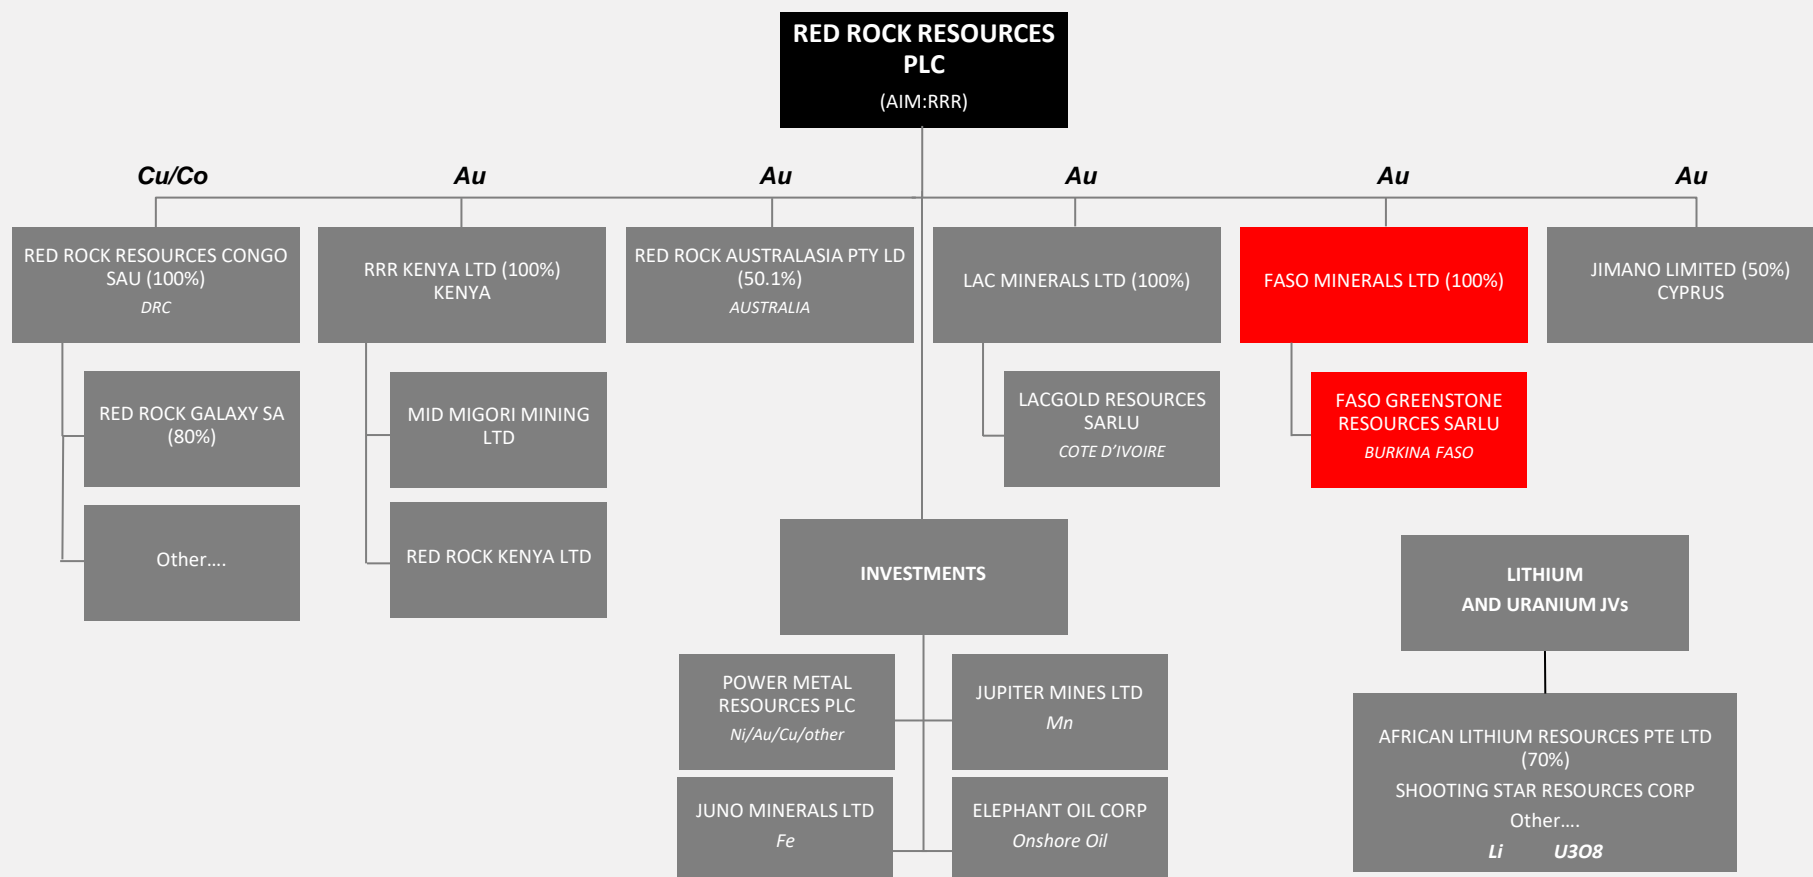 RED ROCK RESOURCES
PLC
(AIM:RRR)
Cu/Co
Au
Au
Au
Au
Au
RED ROCK RESOURCES CONGO
SAU (100%)
DRC
RRR KENYA LTD (100%)
KENYA
RED ROCK AUSTRALASIA PTY LD
(50.1%)
AUSTRALIA
LAC MINERALS LTD (100%)
FASO MINERALS LTD (100%)
JIMANO LIMITED (50%)
CYPRUS
RED ROCK GALAXY SA
(80%)
MID MIGORI MINING
LTD
LACGOLD RESOURCES
SARLU
COTE D'IVOIRE
FASO GREENSTONE
RESOURCES SARLU
BURKINA FASO
Other....
RED ROCK KENYA LTD
INVESTMENTS
LITHIUM
AND URANIUM JVs
POWER METAL
RESOURCES PLC
Ni/Au/Cu/other
JUPITER MINES LTD
Mn
JUNO MINERALS LTD
Fe
ELEPHANT OIL CORP
Onshore Oil
AFRICAN LITHIUM RESOURCES PTE LTD
(70%)
SHOOTING STAR RESOURCES CORP
Other....
Li U3O8